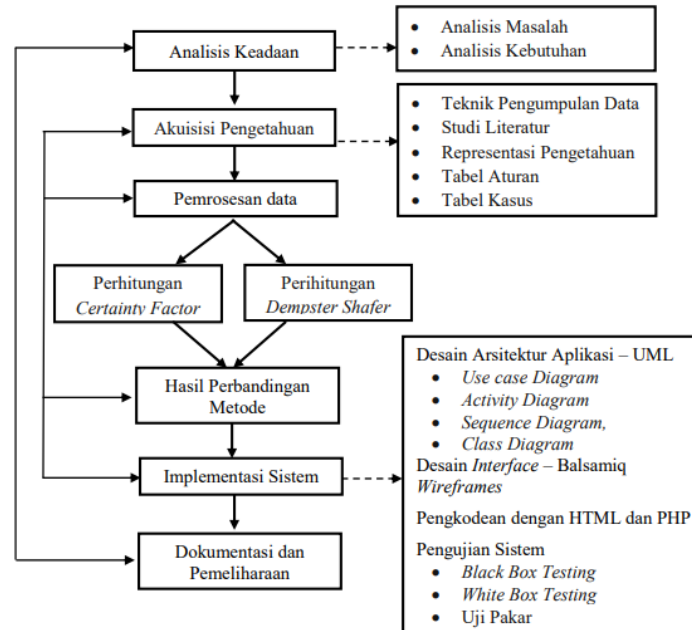 Analisis Keadaan
• Analisis Masalah
• Analisis Kebutuhan
Akuisisi Pengetahuan
• Teknik Pengumpulan Data
• Studi Literatur
• Representasi Pengetahuan
• Tabel Aturan
• Tabel Kasus
Pemrosesan data
Perhitungan
Certainty Factor
Perihitungan
Dempster Shafer
Hasil Perbandingan
Metode
Implementasi Sistem
Desain Arsitektur Aplikasi – UML
• Use case Diagram
• Activity Diagram
• Sequence Diagram,
• Class Diagram
Desain Interface – Balsamiq
Wireframes
Pengkodean dengan HTML dan PHP
Pengujian Sistem
• Black Box Testing
• White Box Testing
• Uji Pakar
Dokumentasi dan
Pemeliharaan